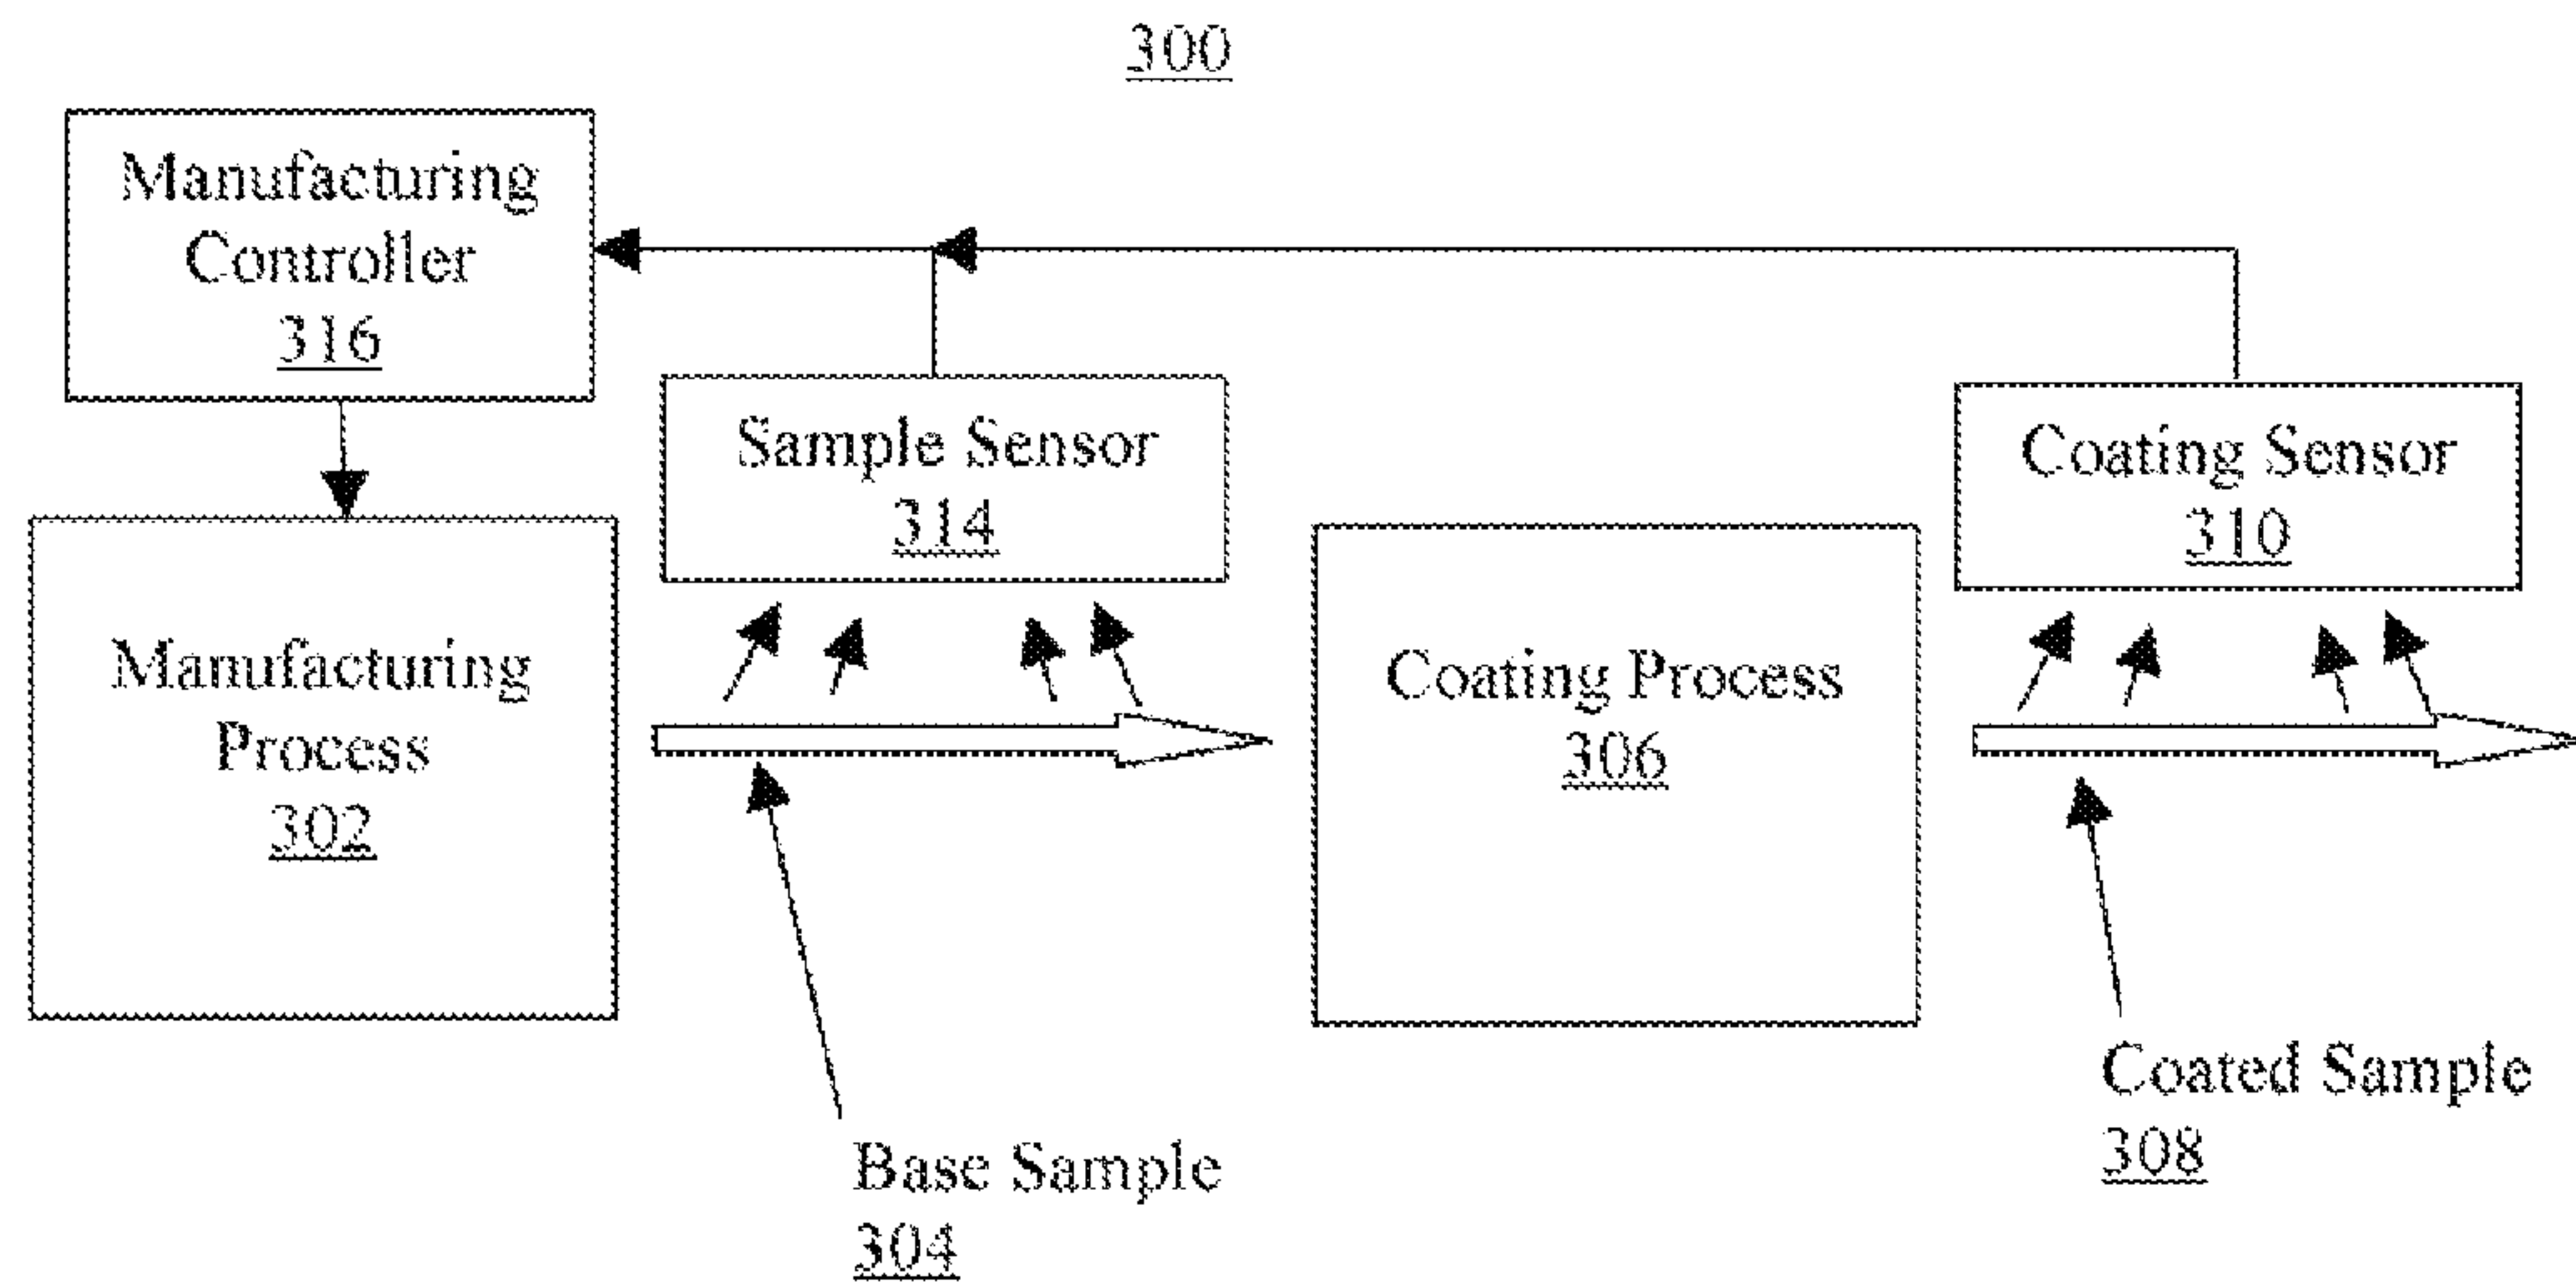 300
Manufacturing
Controller
316
Sample Sensor
314
Coating Sensor
310
Manufacturing
Process
302
Coating Process
306
Base Sample
304
Coated Sample
308